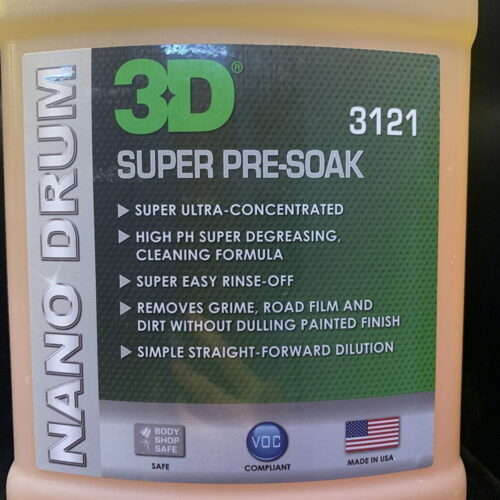 NANO DRUM
3D®
3121
SUPER PRE-SOAK
SUPER ULTRA-CONCENTRATED
HIGH PH SUPER DEGREASING,
CLEANING FORMULA
SUPER EASY RINSE-OFF
REMOVES GRIME, ROAD FILM AND
DIRT WITHOUT DULLING PAINTED FINISH
SIMPLE STRAIGHT-FORWARD DILUTION
BODY
SHOP
SAFE
SAFE
VOC
COMPLIANT
MADE IN USA